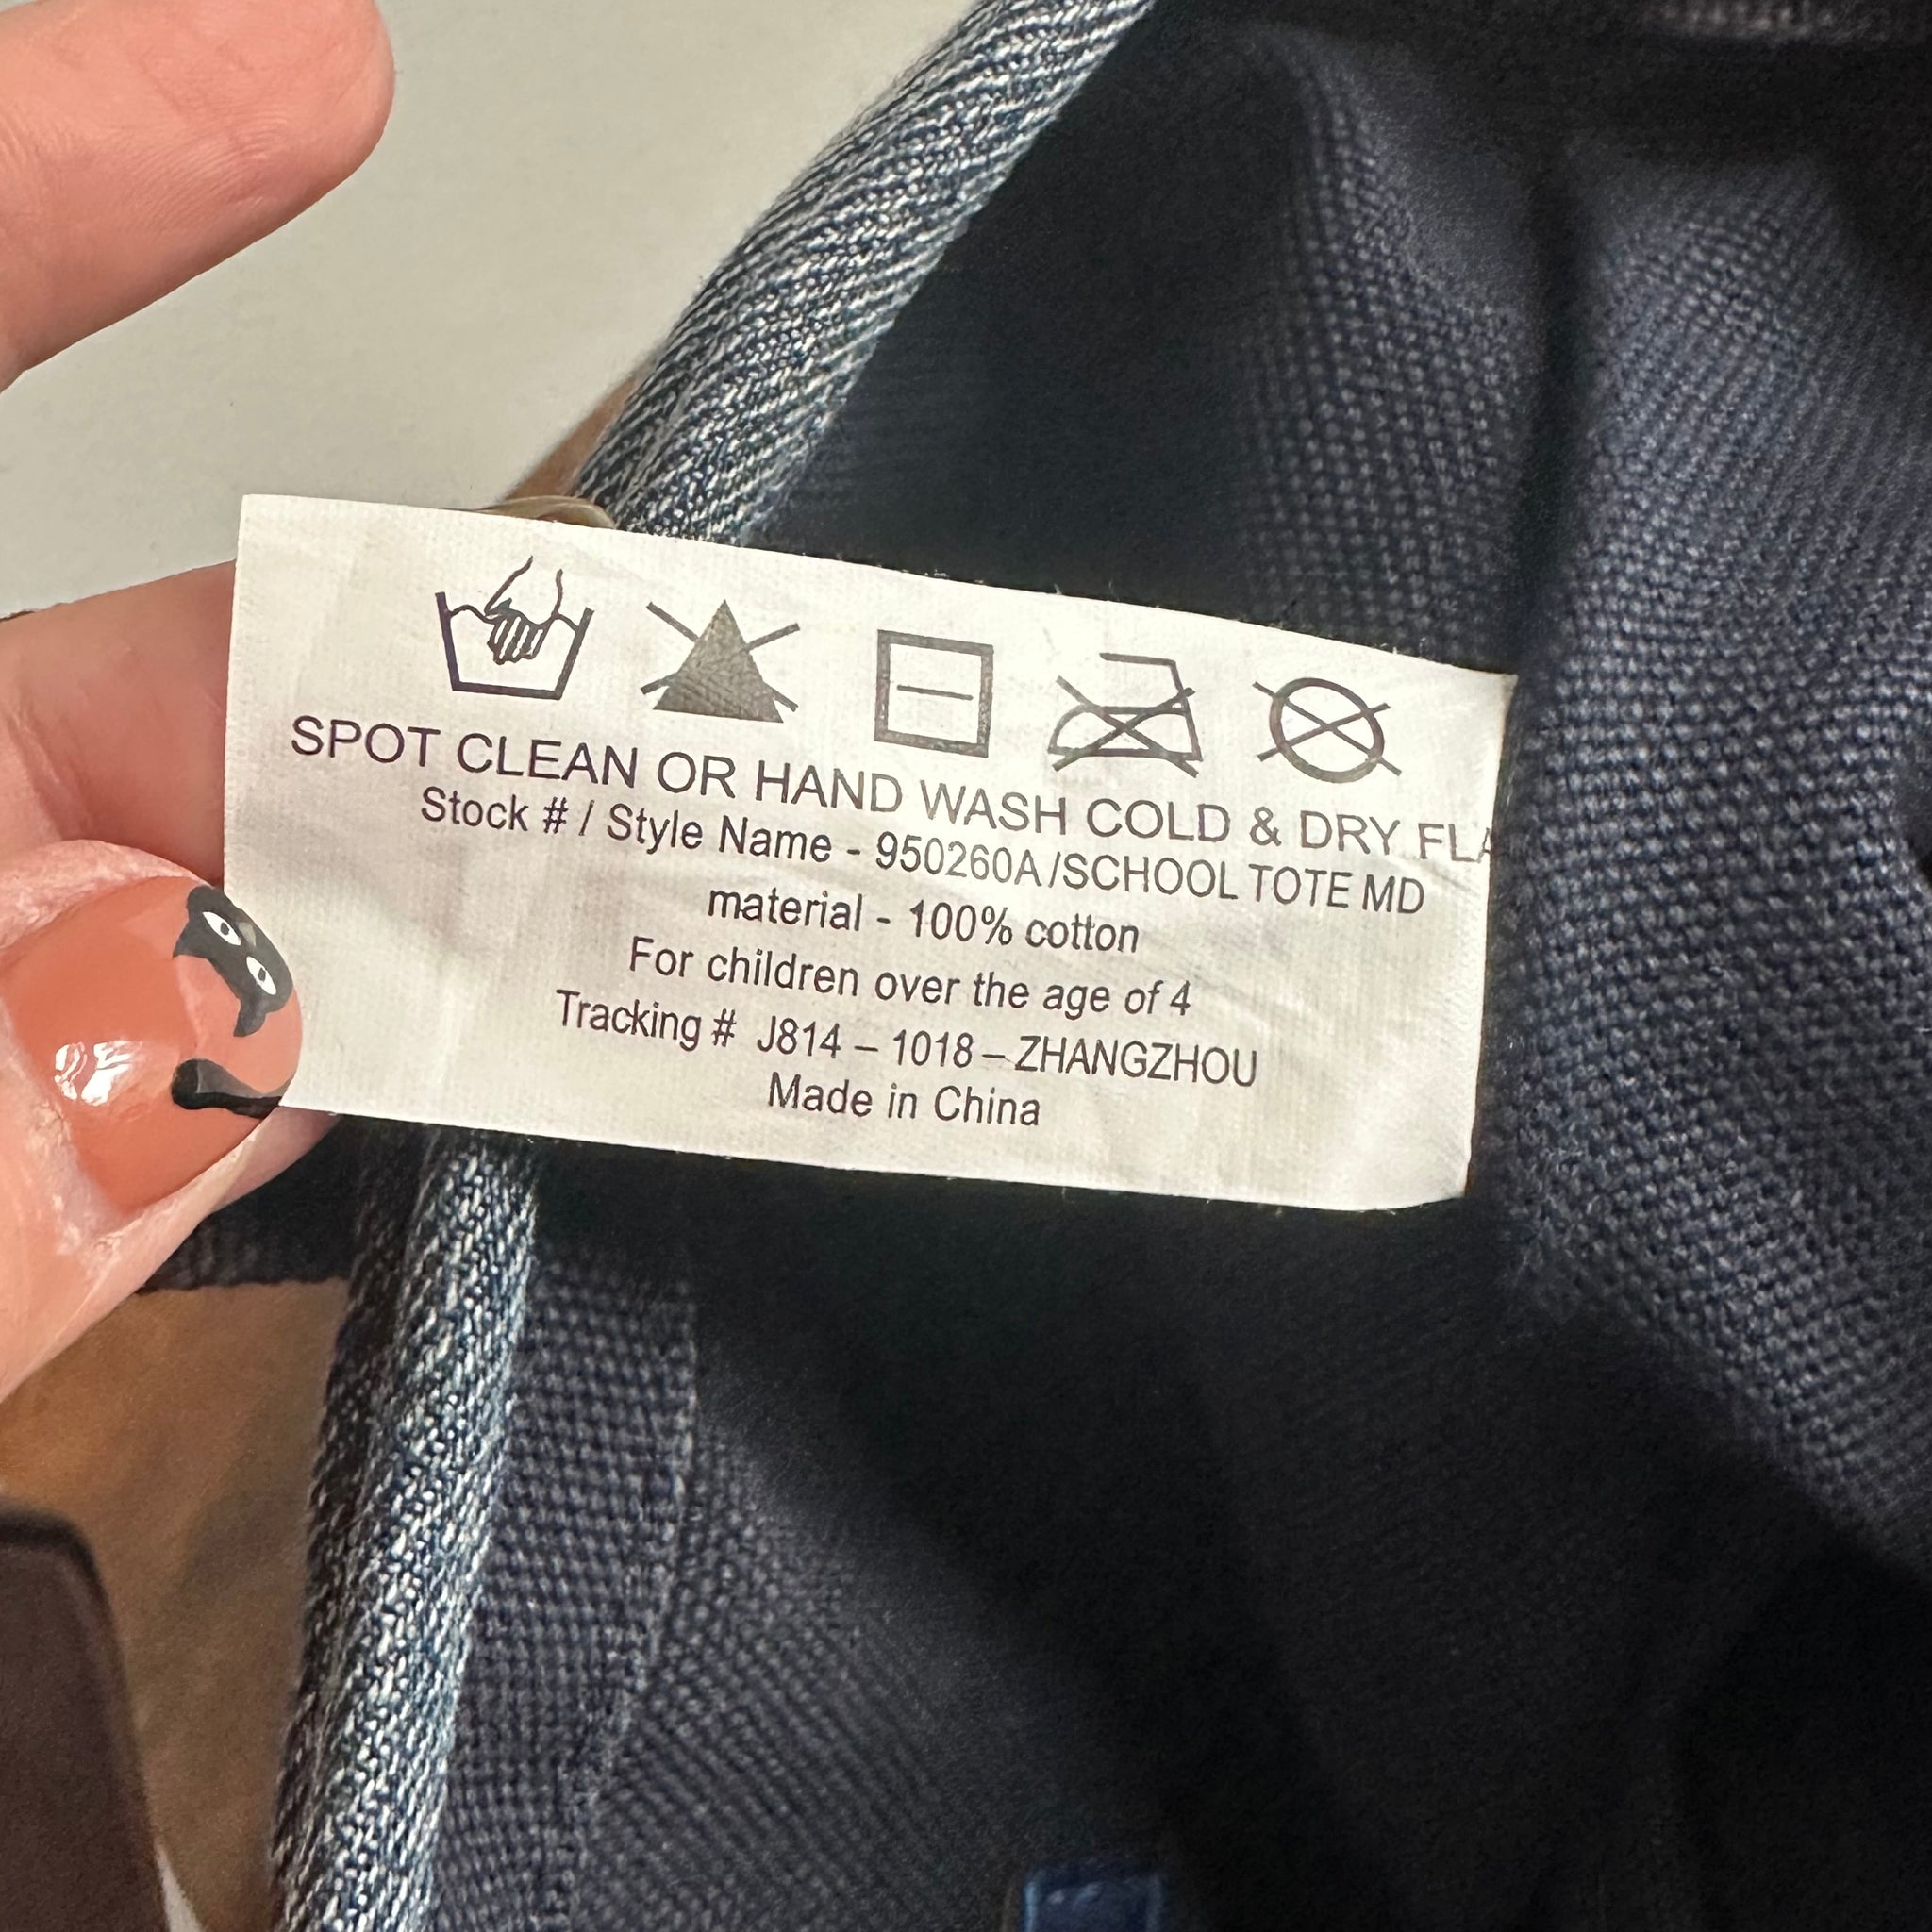 SPOT CLEAN OR HAND WASH COLD & DRY FLA
Stock # / Style Name - 950260A/SCHOOL TOTE MD
material - 100% cotton
For children over the age of 4
Tracking # J814 – 1018 – ZHANGZHOU
Made in China